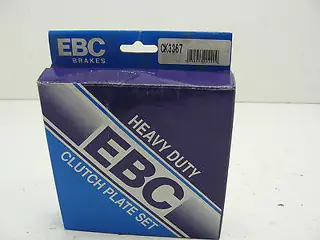 EBC
BRAKES
CK3367
HEAVY DUTY
EBC
CLUTCH PLATE SET